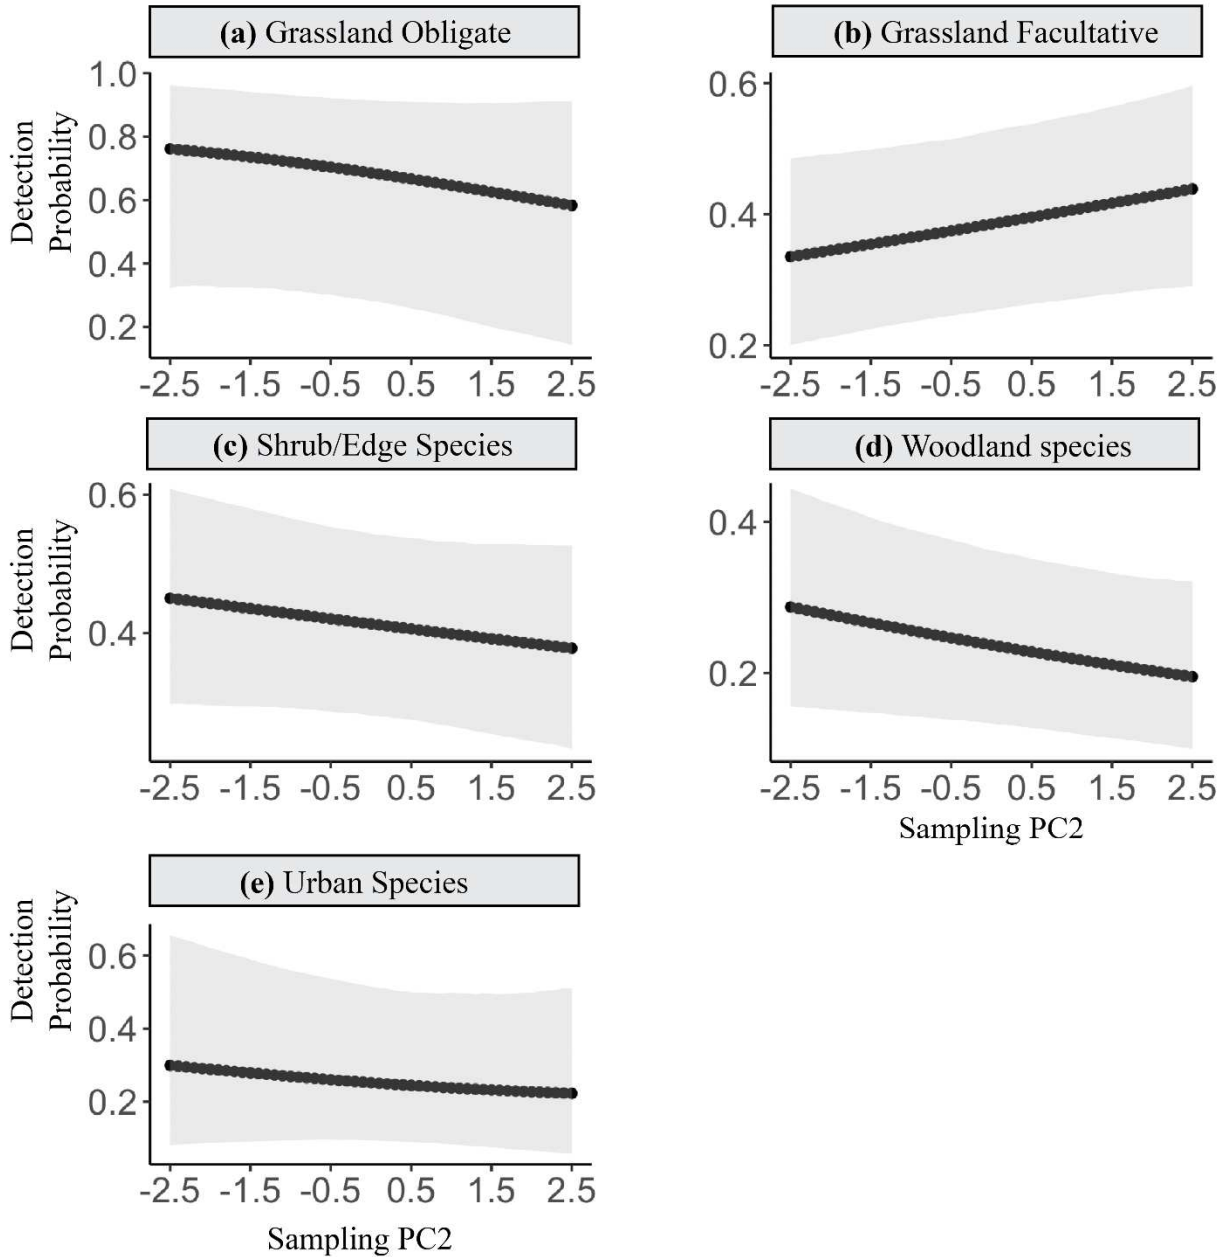 (a) Grassland Obligate
Detection
Probability
1.0
0.8
0.6
0.4
0.2
-2.5 -1.5 -0.5 0.5 1.5 2.5
(b) Grassland Facultative
0.6
0.4
0.2
-2.5 -1.5 -0.5 0.5 1.5 2.5
(c) Shrub/Edge Species
Detection
Probability
0.6
0.4
-2.5 -1.5 -0.5 0.5 1.5 2.5
(d) Woodland species
0.4
0.2
-2.5 -1.5 -0.5 0.5 1.5 2.5
Sampling PC2
(e) Urban Species
Detection
Probability
0.6
0.4
0.2
-2.5 -1.5 -0.5 0.5 1.5 2.5
Sampling PC2